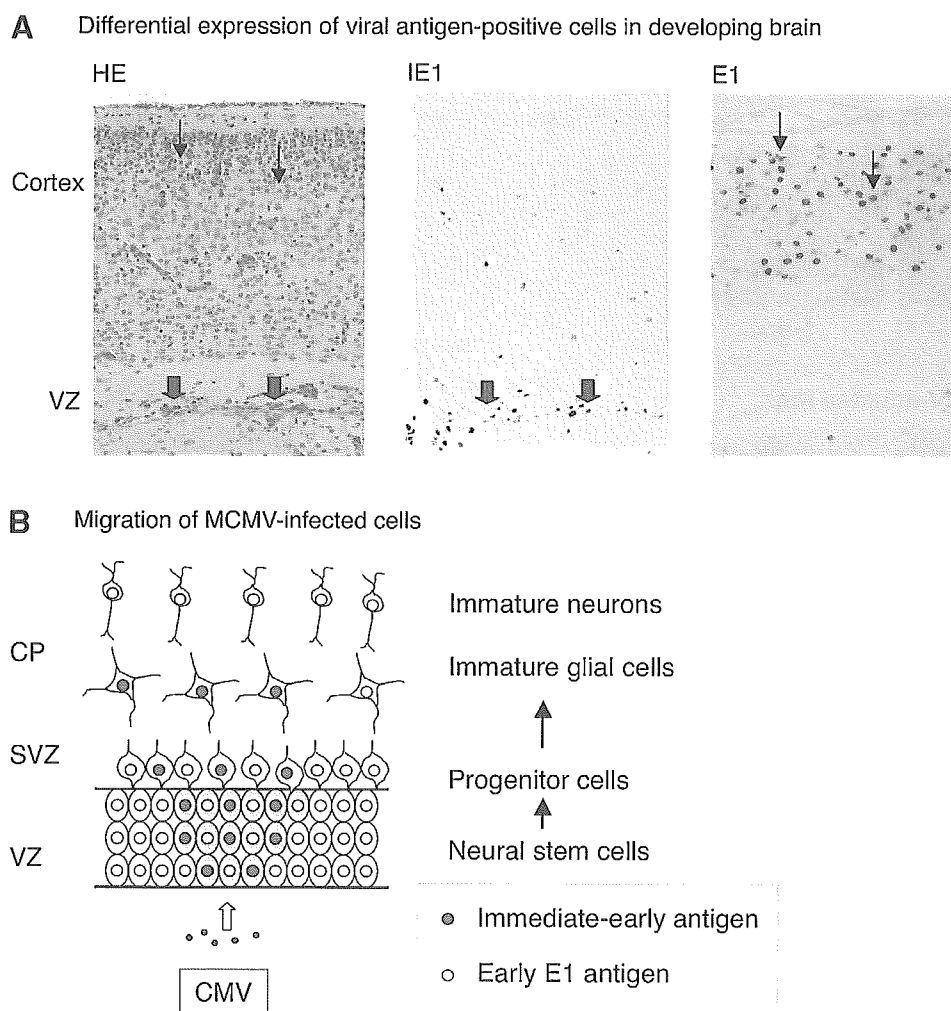 A Differential expression of viral antigen-positive cells in developing brain
HE IE1 E1
Cortex
VZ
B Migration of MCMV-infected cells
Immature neurons
CP
Immature glial cells
SVZ
Progenitor cells
VZ
Neural stem cells
Immediate-early antigen
Early E1 antigen
CMV